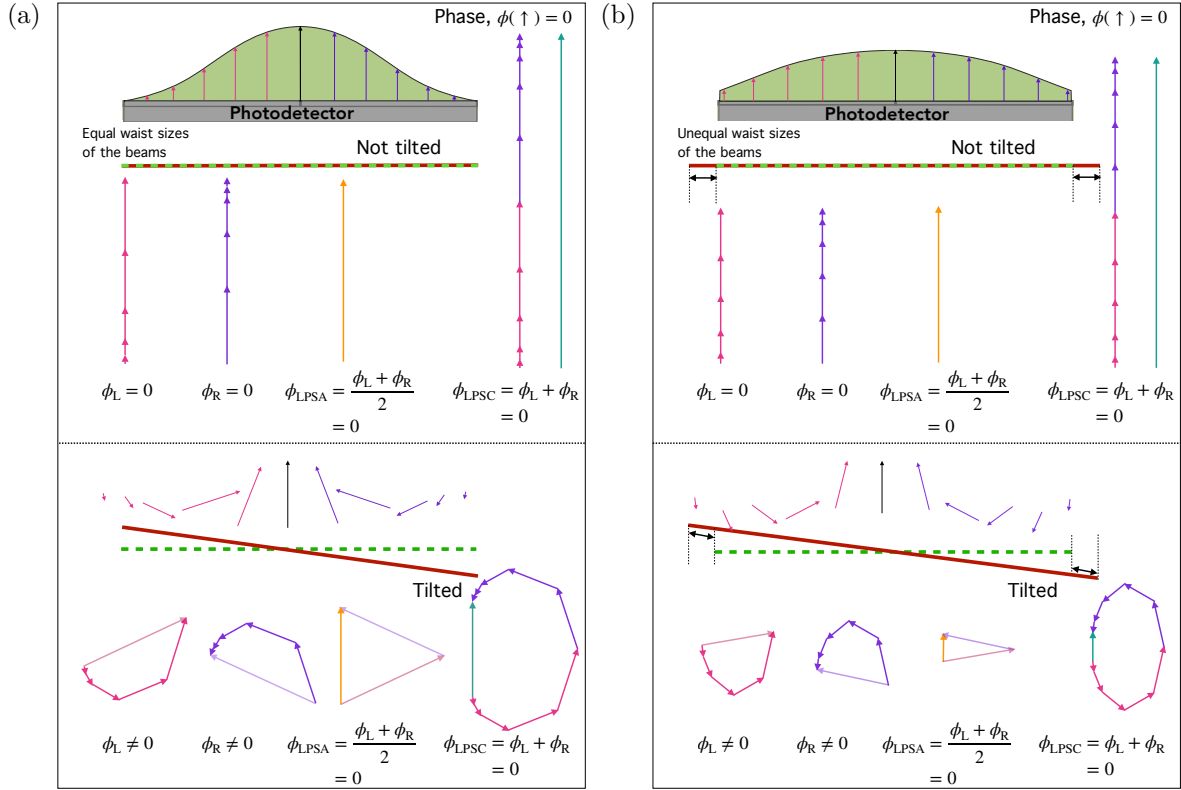 (a)
Phase, ϕ(↑) = 0
Photodetector
Equal waist sizes
of the beams
Not tilted
ϕL = 0
ϕR = 0
ϕLPSA = (ϕL + ϕR)/2
= 0
ϕLPSC = ϕL + ϕR
= 0
Tilted
ϕL ≠ 0
ϕR ≠ 0
ϕLPSA = (ϕL + ϕR)/2
= 0
ϕLPSC = ϕL + ϕR
= 0
(b)
Phase, ϕ(↑) = 0
Photodetector
Unequal waist sizes
of the beams
Not tilted
ϕL = 0
ϕR = 0
ϕLPSA = (ϕL + ϕR)/2
= 0
ϕLPSC = ϕL + ϕR
= 0
Tilted
ϕL ≠ 0
ϕR ≠ 0
ϕLPSA = (ϕL + ϕR)/2
= 0
ϕLPSC = ϕL + ϕR
= 0